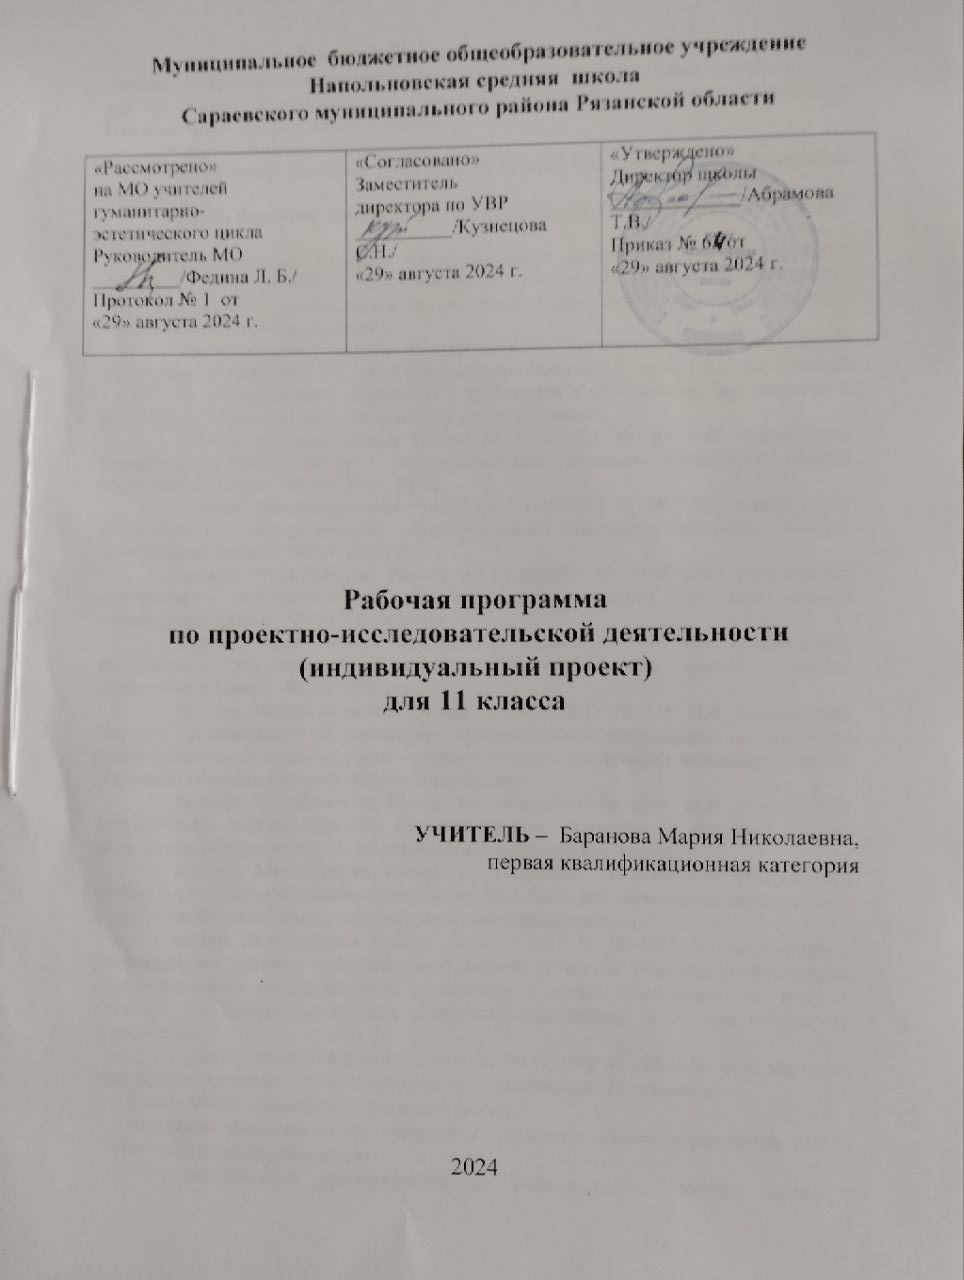 Муниципальное бюджетное общеобразовательное учреждение
Напольновская средняя школа
Сараевского муниципального района Рязанской области
«Рассмотрено»
на МО учителей
гуманитарно-
эстетического цикла
Руководитель МО
/Федина Л. Б./
Протокол № 1 от
«29» августа 2024 г.
«Согласовано»
Заместитель
директора по УВР
/Кузнецова
С.Н./
«29» августа 2024 г.
«Утверждено»
Директор школы
/Абрамова
Т.В./
Приказ № от
«29» августа 2024 г.
Рабочая программа
по проектно-исследовательской деятельности
(индивидуальный проект)
для 11 класса
УЧИТЕЛЬ – Баранова Мария Николаевна,
первая квалификационная категория
2024